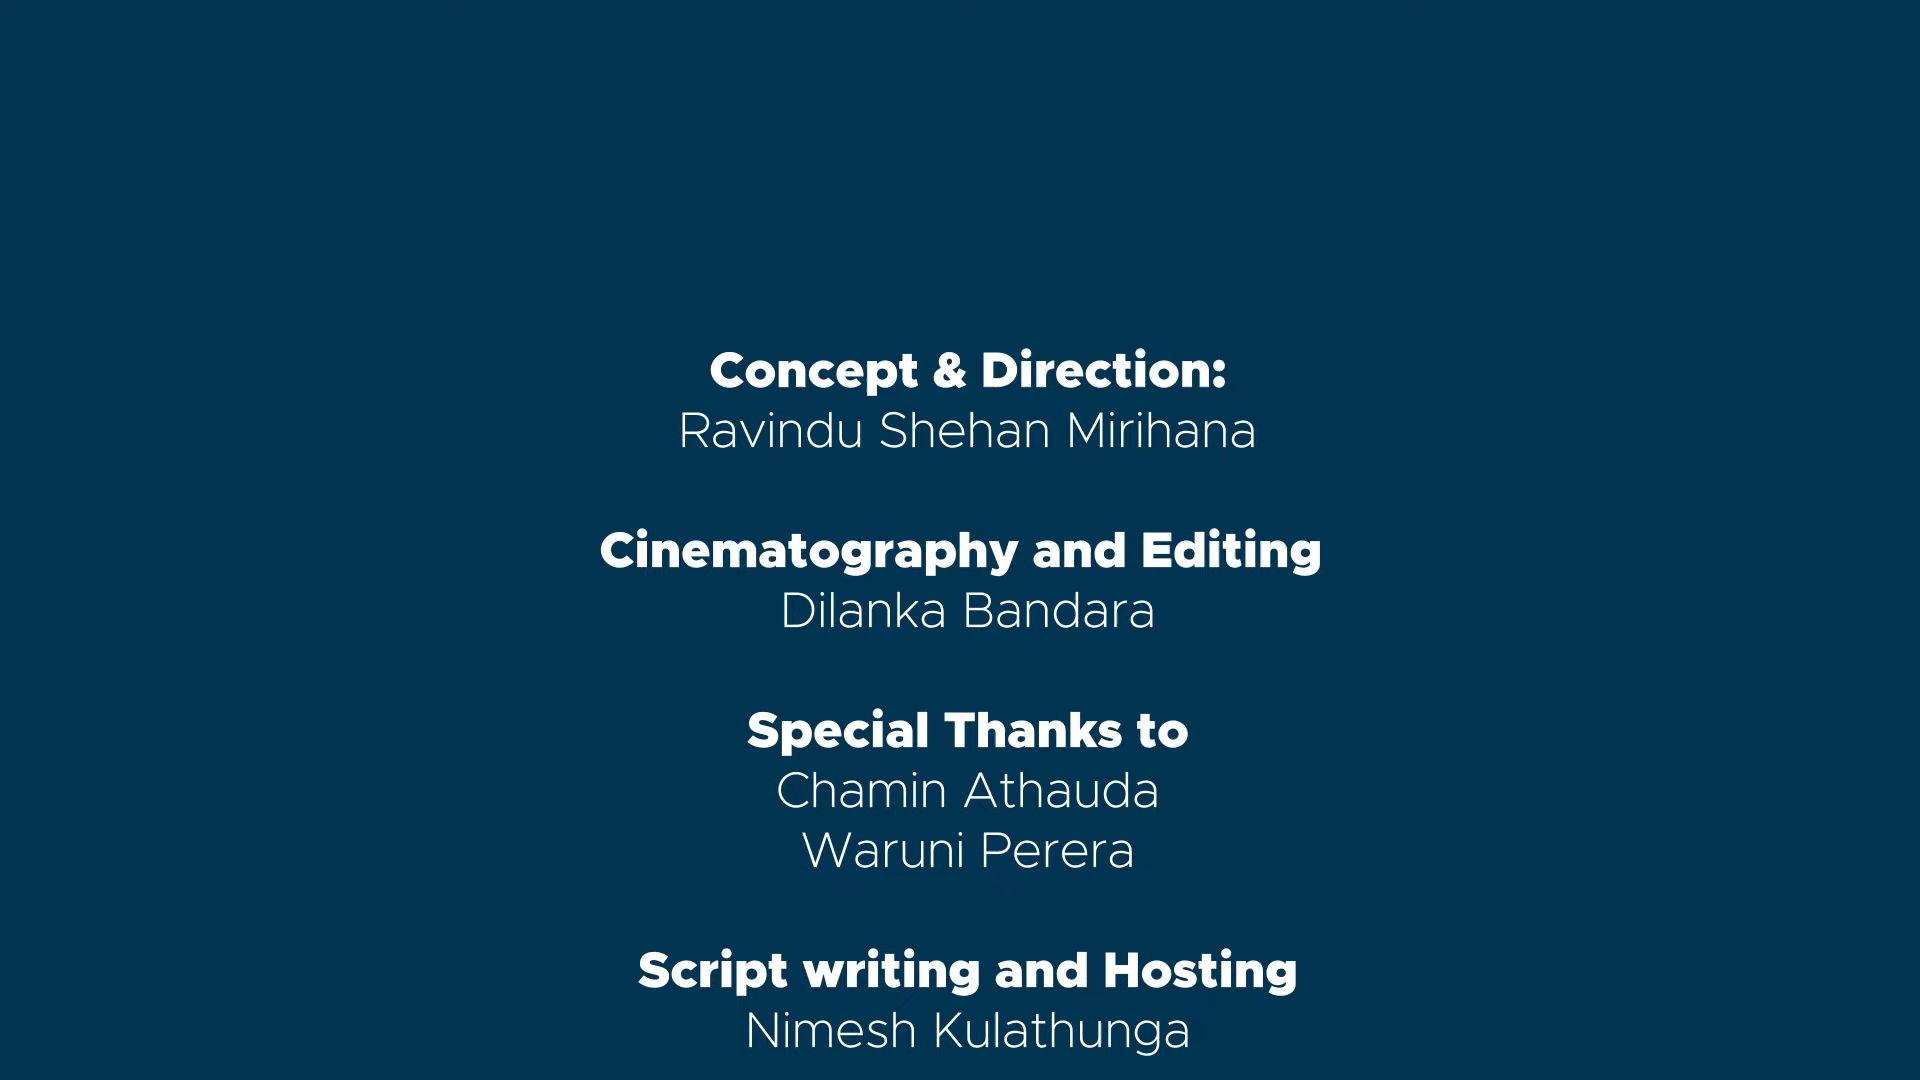 Concept & Direction:
Ravindu Shehan Mirihana
Cinematography and Editing
Dilanka Bandara
Special Thanks to
Chamin Athauda
Waruni Perera
Script writing and Hosting
Nimesh Kulathunga